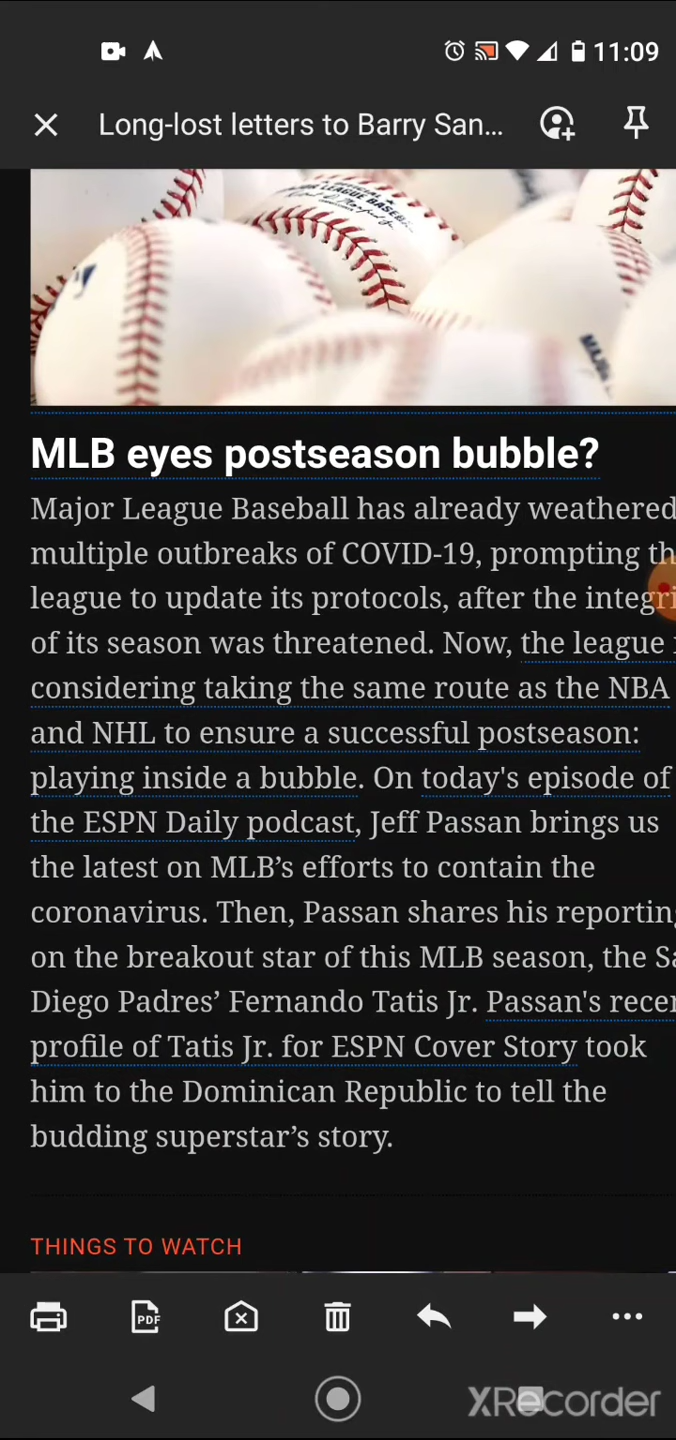 11:09
Long-lost letters to Barry San...
LEAGUE BASEBALL
MLB eyes postseason bubble?
Major League Baseball has already weathered
multiple outbreaks of COVID-19, prompting th
league to update its protocols, after the integri
of its season was threatened. Now, the league i
considering taking the same route as the NBA
and NHL to ensure a successful postseason:
playing inside a bubble. On today's episode of
the ESPN Daily podcast, Jeff Passan brings us
the latest on MLB’s efforts to contain the
coronavirus. Then, Passan shares his reporting
on the breakout star of this MLB season, the Sa
Diego Padres’ Fernando Tatis Jr. Passan's recen
profile of Tatis Jr. for ESPN Cover Story took
him to the Dominican Republic to tell the
budding superstar’s story.
THINGS TO WATCH
PDF
XRecorder